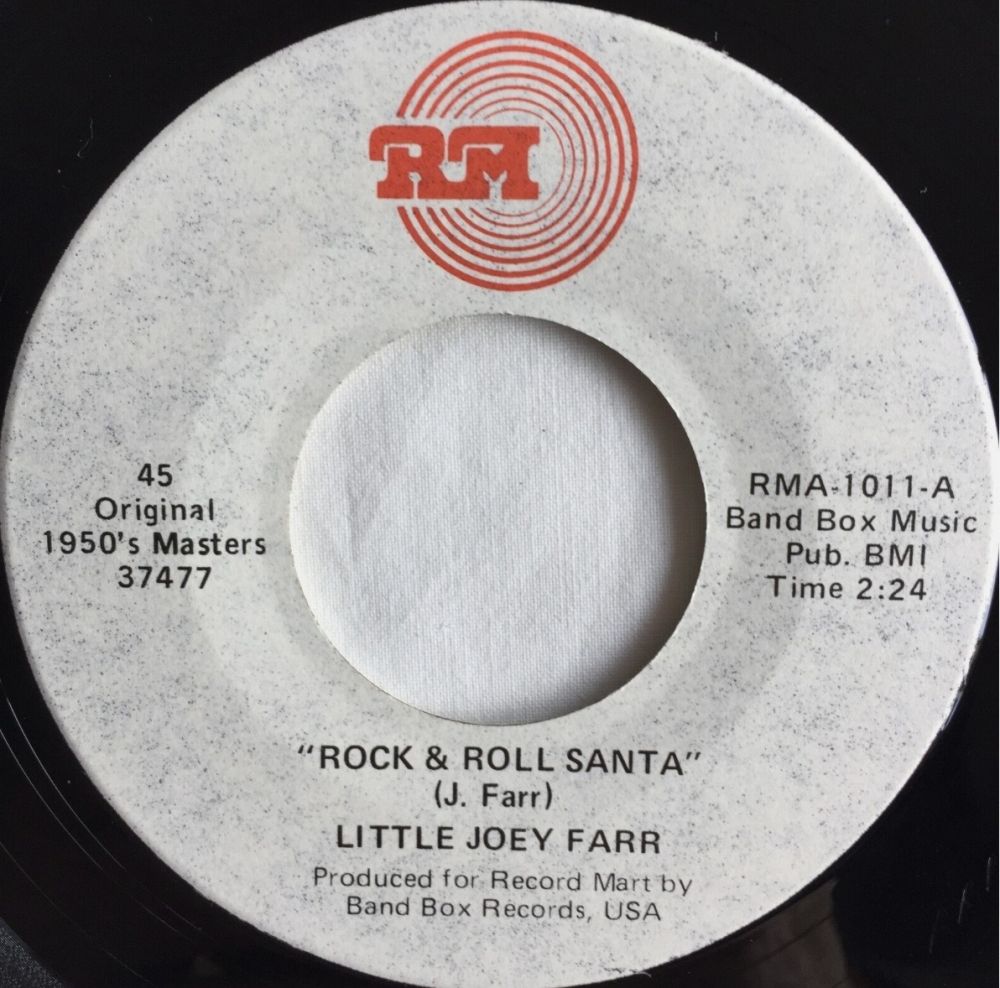 RM
45
Original
1950's Masters
37477
RMA-1011-A
Band Box Music
Pub. BMI
Time 2:24
"ROCK & ROLL SANTA"
(J. Farr)
LITTLE JOEY FARR
Produced for Record Mart by
Band Box Records, USA